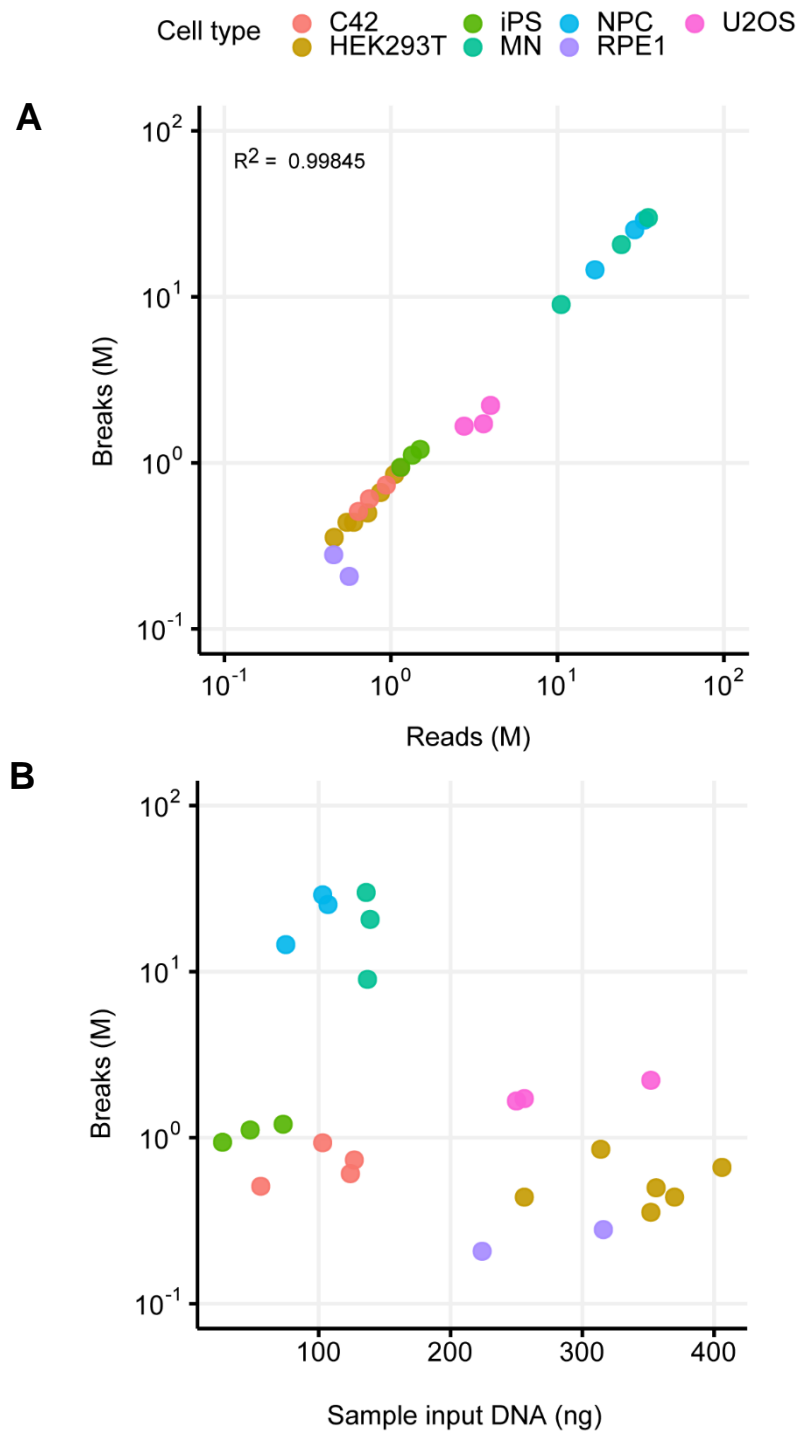 Cell type C42 iPS NPC U2OS
HEK293T MN RPE1
A
R² = 0.99845
10²
10¹
10⁰
10⁻¹
Breaks (M)
10⁻¹ 10⁰ 10¹ 10²
Reads (M)
B
10²
10¹
10⁰
10⁻¹
Breaks (M)
100 200 300 400
Sample input DNA (ng)